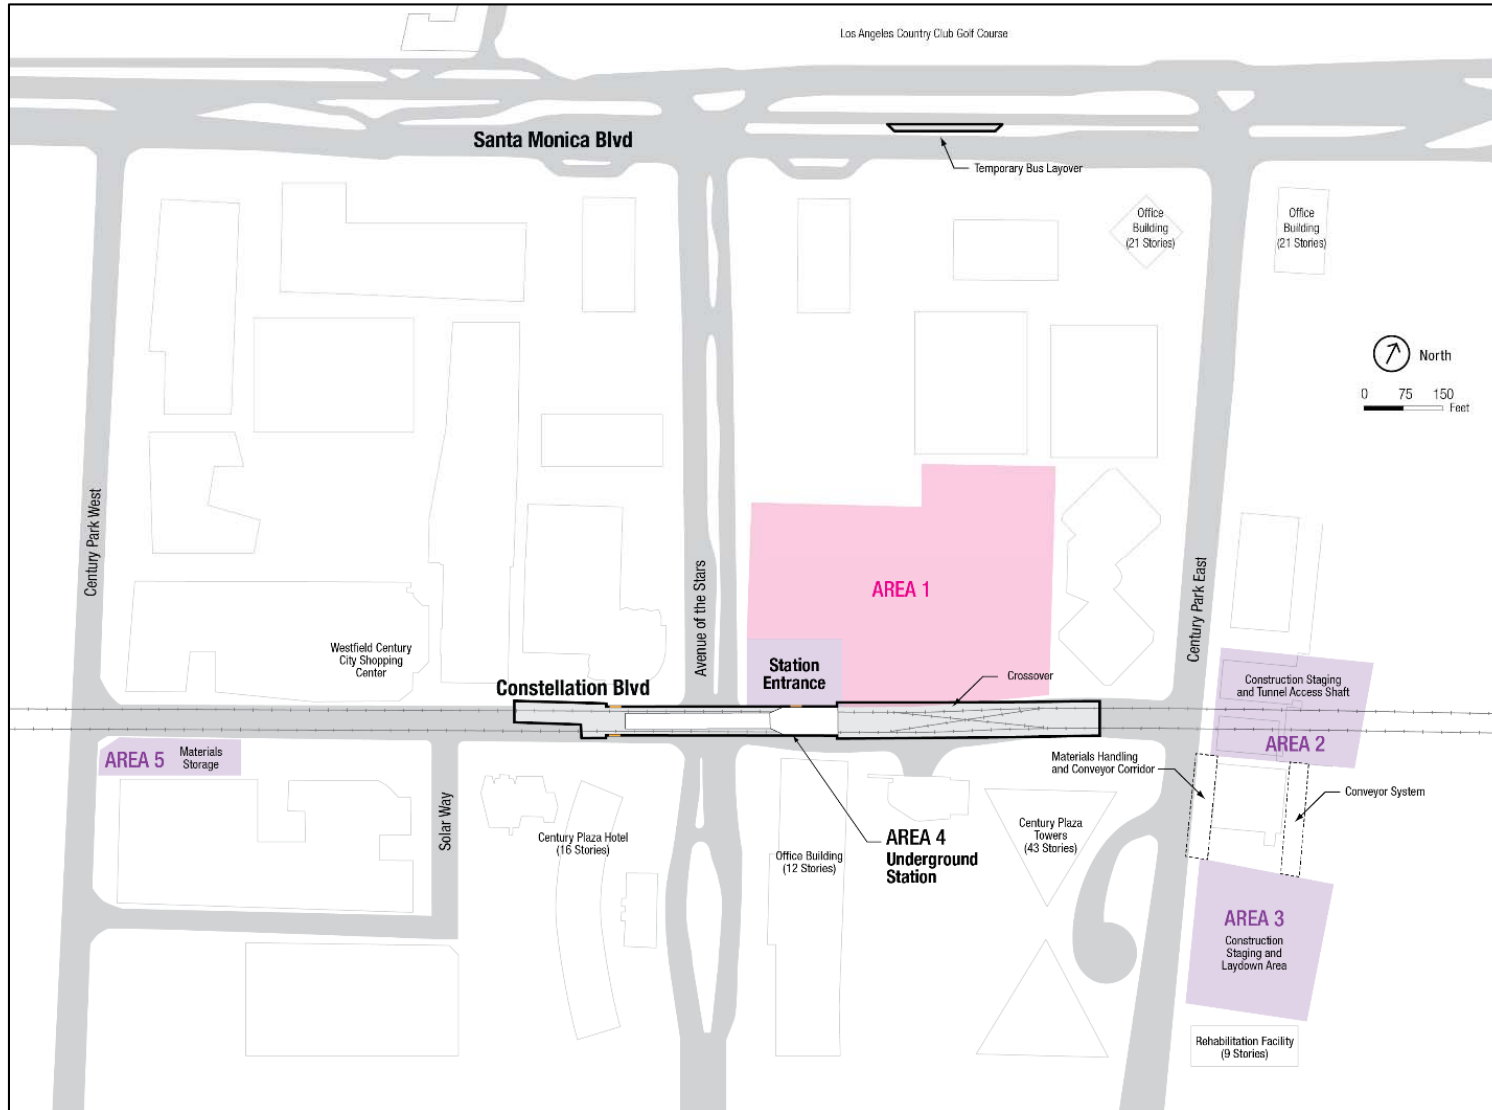 Los Angeles Country Club Golf Course
Santa Monica Blvd
Temporary Bus Layover
Office
Building
(21 Stories)
Office
Building
(21 Stories)
North
0 75 150
Feet
Century Park West
Avenue of the Stars
Century Park East
AREA 1
Westfield Century
City Shopping
Center
Station
Entrance
Constellation Blvd
Crossover
Construction Staging
and Tunnel Access Shaft
AREA 2
AREA 5
Materials
Storage
Materials Handling
and Conveyor Corridor
Conveyor System
Solar Way
Century Plaza Hotel
(16 Stories)
Office Building
(12 Stories)
AREA 4
Underground
Station
Century Plaza
Towers
(43 Stories)
AREA 3
Construction
Staging and
Laydown Area
Rehabilitation Facility
(9 Stories)